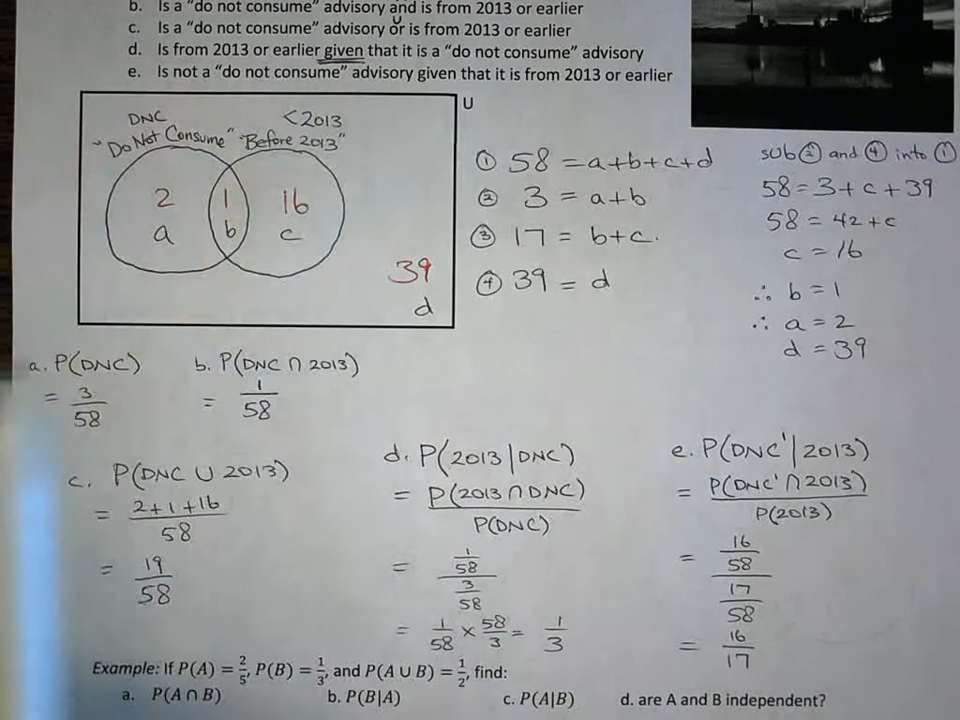 b. Is a "do not consume" advisory and is from 2013 or earlier
∪
c. Is a "do not consume" advisory or is from 2013 or earlier
d. Is from 2013 or earlier given that it is a "do not consume" advisory
e. Is not a "do not consume" advisory given that it is from 2013 or earlier
U
DNC <2013
"Do Not Consume" "Before 2013"
2 1 16
a b c
39
d
① 58 = a+b+c+d
② 3 = a+b
③ 17 = b+c.
④ 39 = d
sub ② and ④ into ①
58 = 3+c+39
58 = 42+c
c = 16
∴ b = 1
∴ a = 2
d = 39
a. P(DNC)
= 3/58
b. P(DNC ∩ 2013)
= 1/58
c. P(DNC ∪ 2013)
= (2+1+16)/58
= 19/58
d. P(2013 | DNC)
= P(2013 ∩ DNC)/P(DNC)
= (1/58)/(3/58)
= 1/58 × 58/3 = 1/3
e. P(DNC' | 2013)
= P(DNC' ∩ 2013)/P(2013)
= (16/58)/(17/58)
= 16/17
Example: If P(A) = 2/5, P(B) = 1/3, and P(A ∪ B) = 1/2, find:
a. P(A ∩ B) b. P(B|A) c. P(A|B) d. are A and B independent?